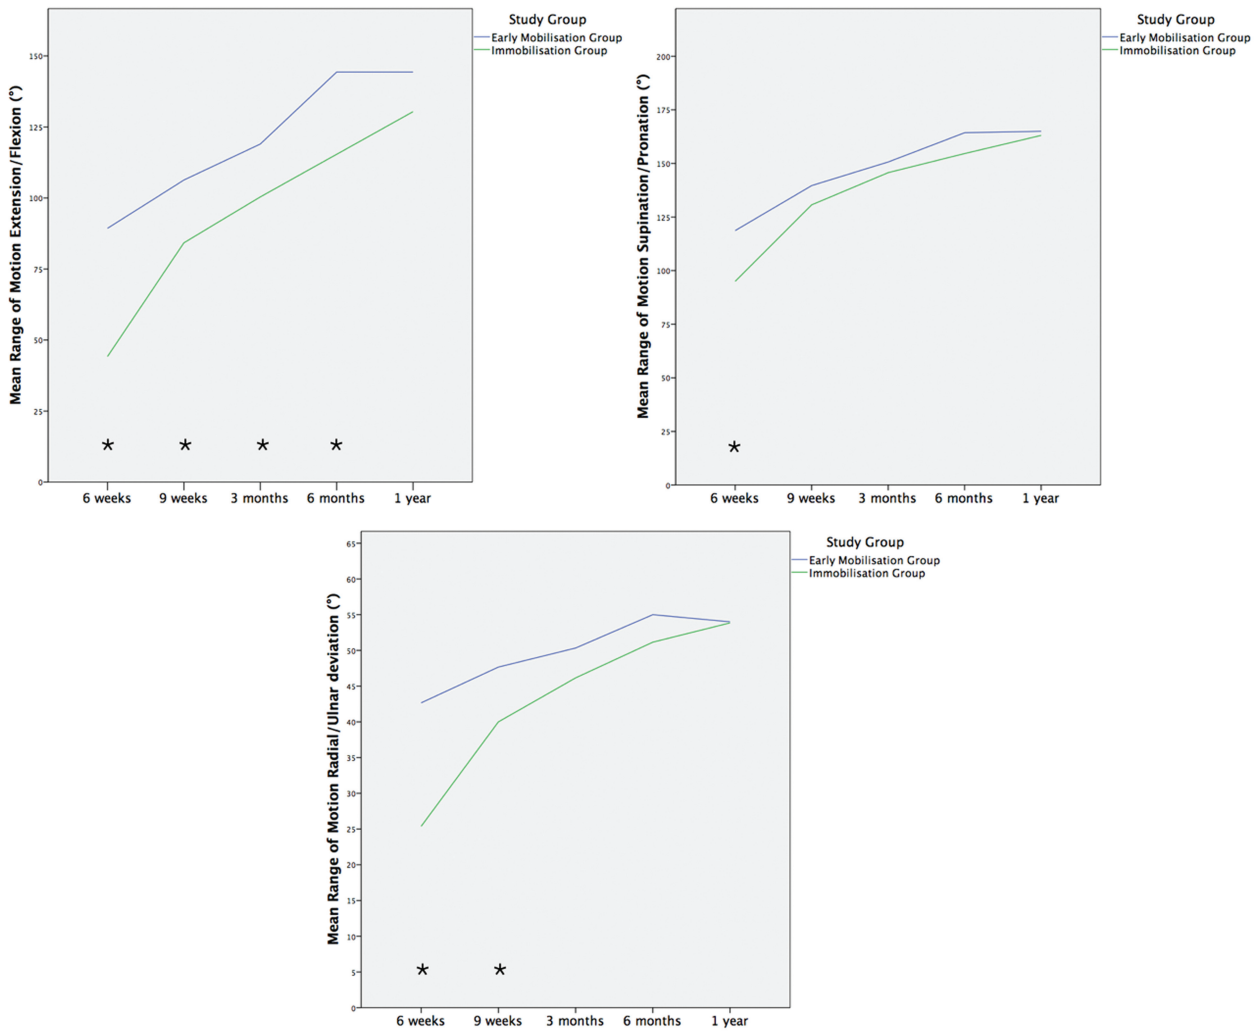 Study Group
Early Mobilisation Group
Immobilisation Group
Mean Range of Motion Extension/Flexion (°)
150
125
100
75
50
25
0
* * * *
6 weeks 9 weeks 3 months 6 months 1 year
Study Group
Early Mobilisation Group
Immobilisation Group
Mean Range of Motion Supination/Pronation (°)
200
175
150
125
100
75
50
25
0
*
6 weeks 9 weeks 3 months 6 months 1 year
Study Group
Early Mobilisation Group
Immobilisation Group
Mean Range of Motion Radial/Ulnar deviation (°)
65
60
55
50
45
40
35
30
25
20
15
10
5
0
* *
6 weeks 9 weeks 3 months 6 months 1 year